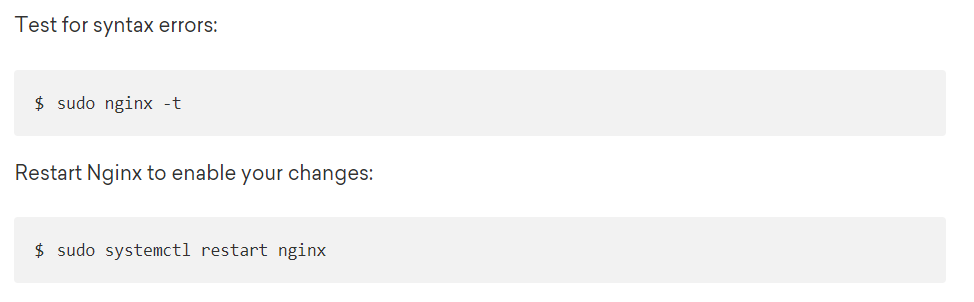 Test for syntax errors:
$ sudo nginx -t
Restart Nginx to enable your changes:
$ sudo systemctl restart nginx